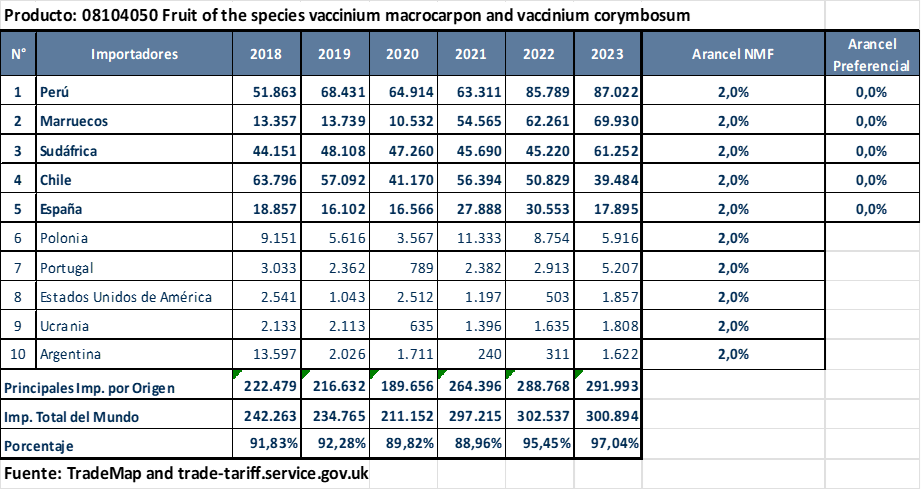 Producto: 08104050 Fruit of the species vaccinium macrocarpon and vaccinium corymbosum
N° Importadores 2018 2019 2020 2021 2022 2023 Arancel NMF Arancel Preferencial
1 Perú 51.863 68.431 64.914 63.311 85.789 87.022 2,0% 0,0%
2 Marruecos 13.357 13.739 10.532 54.565 62.261 69.930 2,0% 0,0%
3 Sudáfrica 44.151 48.108 47.260 45.690 45.220 61.252 2,0% 0,0%
4 Chile 63.796 57.092 41.170 56.394 50.829 39.484 2,0% 0,0%
5 España 18.857 16.102 16.566 27.888 30.553 17.895 2,0% 0,0%
6 Polonia 9.151 5.616 3.567 11.333 8.754 5.916 2,0%
7 Portugal 3.033 2.362 789 2.382 2.913 5.207 2,0%
8 Estados Unidos de América 2.541 1.043 2.512 1.197 503 1.857 2,0%
9 Ucrania 2.133 2.113 635 1.396 1.635 1.808 2,0%
10 Argentina 13.597 2.026 1.711 240 311 1.622 2,0%
Principales Imp. por Origen 222.479 216.632 189.656 264.396 288.768 291.993
Imp. Total del Mundo 242.263 234.765 211.152 297.215 302.537 300.894
Porcentaje 91,83% 92,28% 89,82% 88,96% 95,45% 97,04%
Fuente: TradeMap and trade-tariff.service.gov.uk